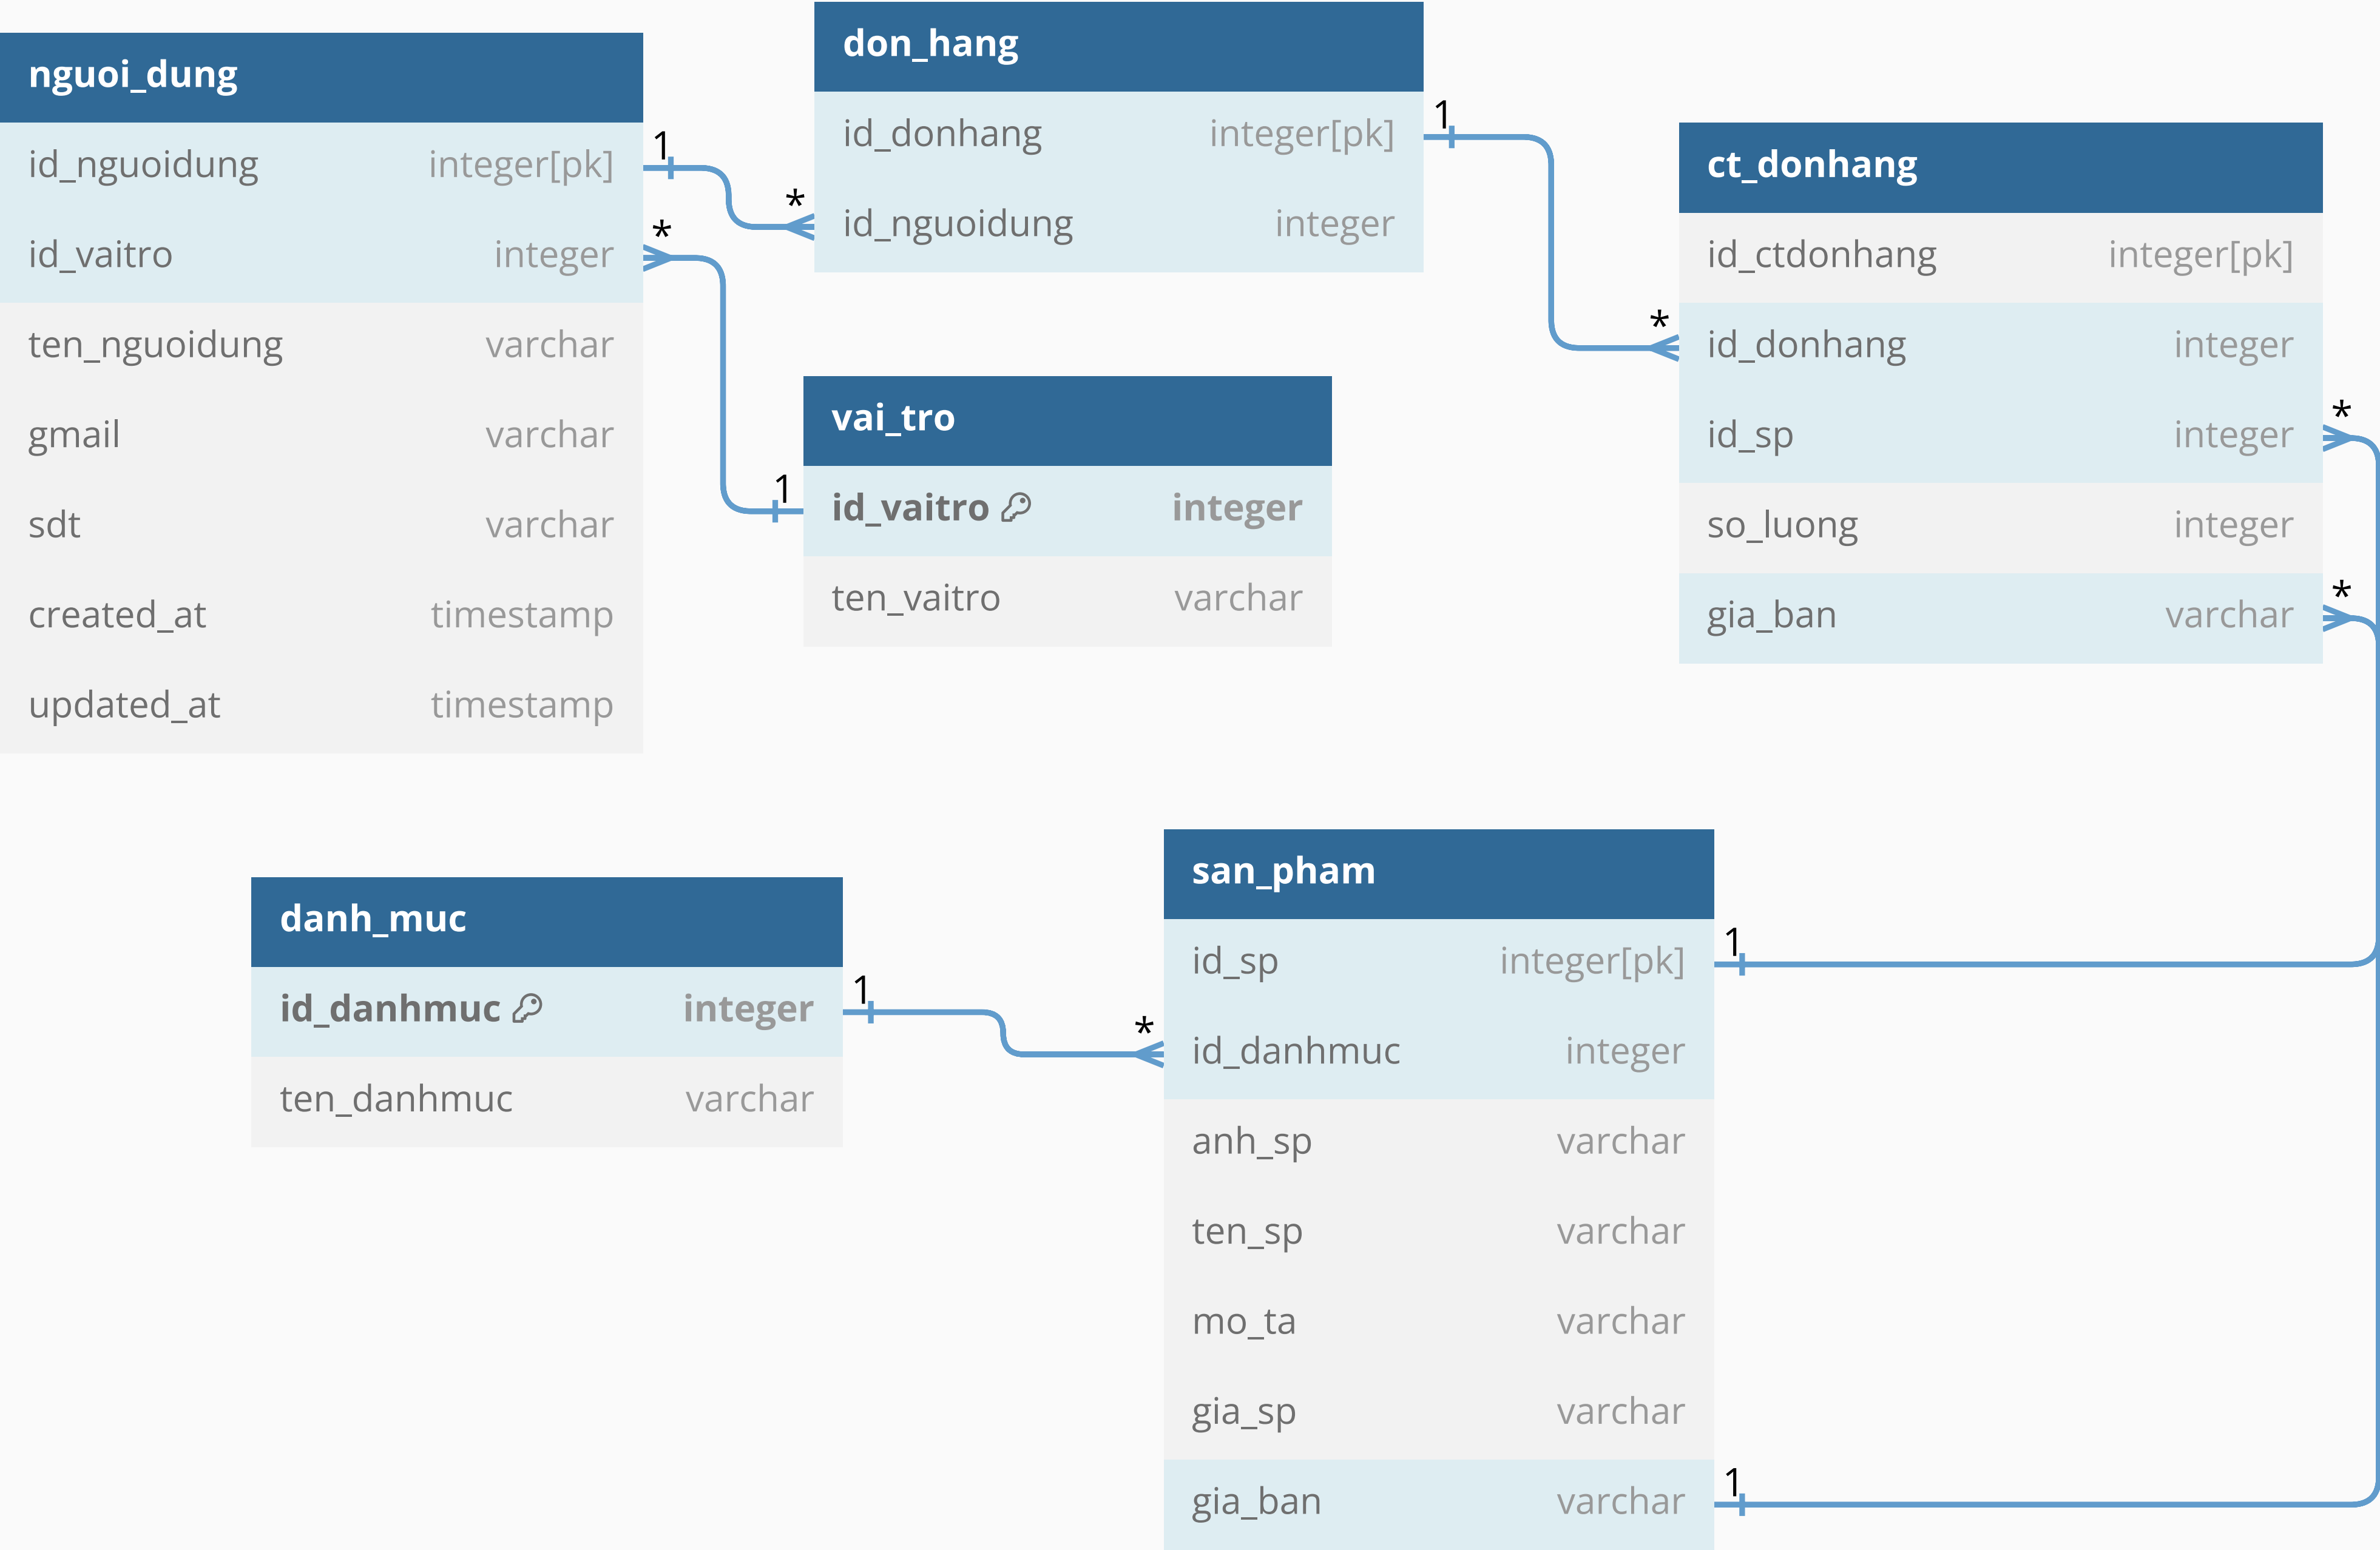 nguoi_dung
id_nguoidung integer[pk]
id_vaitro integer
ten_nguoidung varchar
gmail varchar
sdt varchar
created_at timestamp
updated_at timestamp
1
*
*
1
don_hang
id_donhang integer[pk]
id_nguoidung integer
1
*
vai_tro
id_vaitro integer
ten_vaitro varchar
ct_donhang
id_ctdonhang integer[pk]
id_donhang integer
id_sp integer
so_luong integer
gia_ban varchar
*
*
danh_muc
id_danhmuc integer
ten_danhmuc varchar
1
*
san_pham
id_sp integer[pk]
id_danhmuc integer
anh_sp varchar
ten_sp varchar
mo_ta varchar
gia_sp varchar
gia_ban varchar
1
1